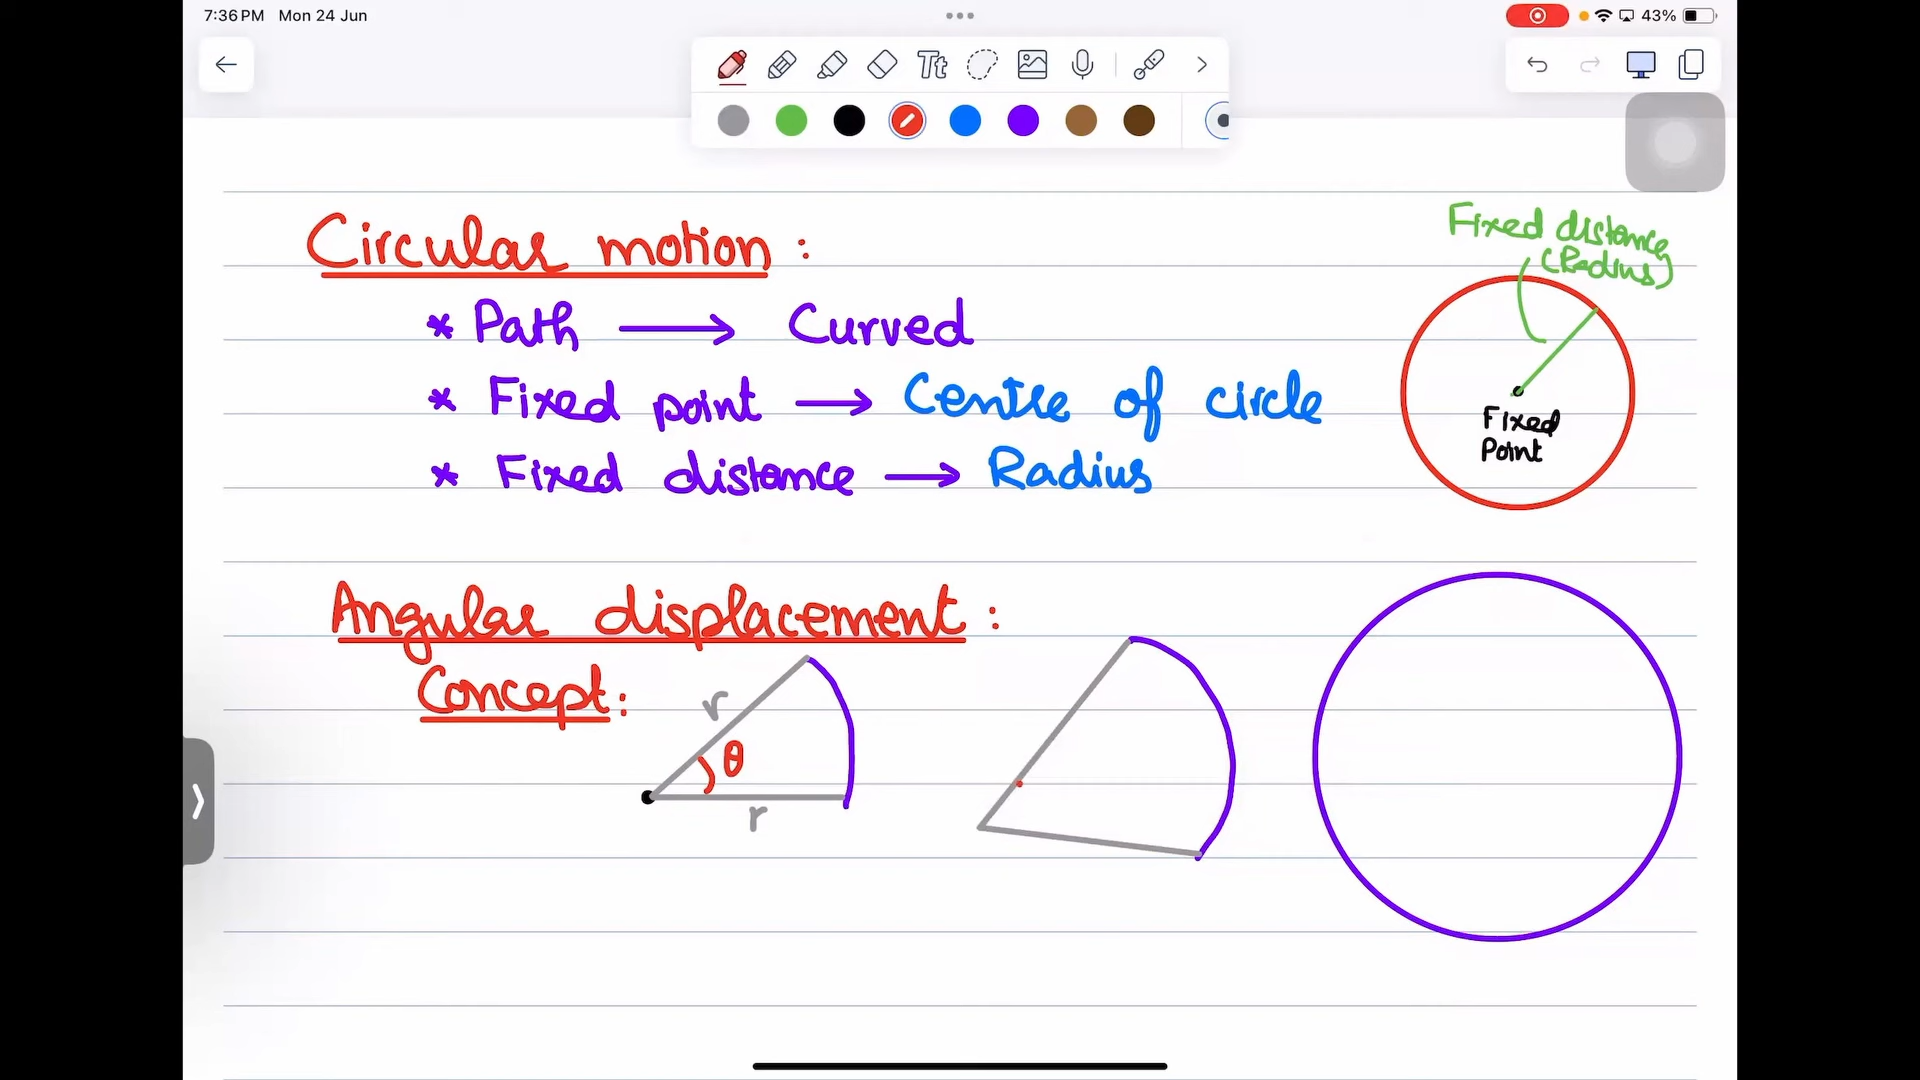 7:36 PM Mon 24 Jun
43%
Tt
Fixed distance
(Radius)
Circular motion :
* Path → Curved
* Fixed point → Centre of circle
* Fixed distance → Radius
Fixed
Point
Angular displacement :
Concept :
r
θ
r